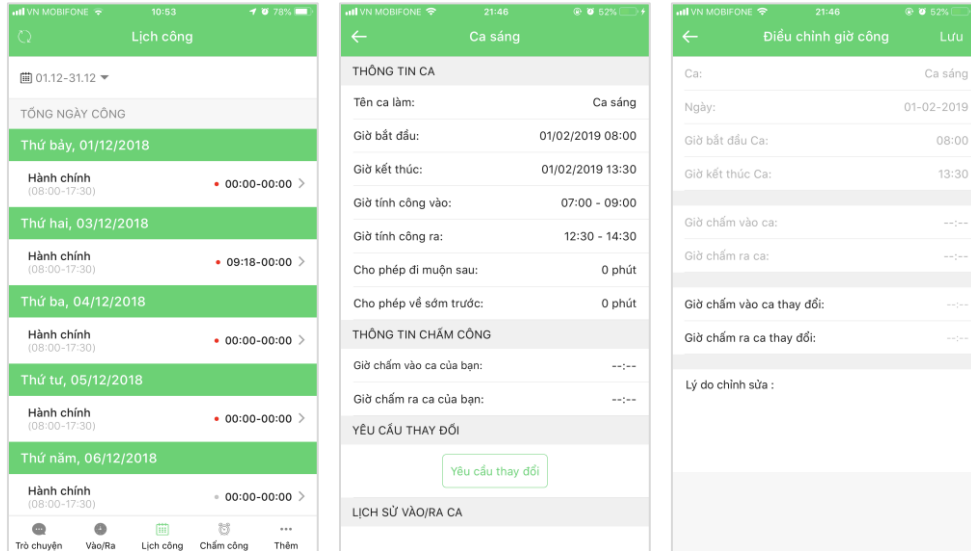 VN MOBIFONE 10:53 78%
Lịch công
01.12-31.12
TỔNG NGÀY CÔNG
Thứ bảy, 01/12/2018
Hành chính
(08:00-17:30)
00:00-00:00
Thứ hai, 03/12/2018
Hành chính
(08:00-17:30)
09:18-00:00
Thứ ba, 04/12/2018
Hành chính
(08:00-17:30)
00:00-00:00
Thứ tư, 05/12/2018
Hành chính
(08:00-17:30)
00:00-00:00
Thứ năm, 06/12/2018
Hành chính
(08:00-17:30)
00:00-00:00
Trò chuyện Vào/Ra Lịch công Chấm công Thêm
VN MOBIFONE 21:46 52%
Ca sáng
THÔNG TIN CA
Tên ca làm: Ca sáng
Giờ bắt đầu: 01/02/2019 08:00
Giờ kết thúc: 01/02/2019 13:30
Giờ tính công vào: 07:00 - 09:00
Giờ tính công ra: 12:30 - 14:30
Cho phép đi muộn sau: 0 phút
Cho phép về sớm trước: 0 phút
THÔNG TIN CHẤM CÔNG
Giờ chấm vào ca của bạn: --:--
Giờ chấm ra ca của bạn: --:--
YÊU CẦU THAY ĐỔI
Yêu cầu thay đổi
LỊCH SỬ VÀO/RA CA
VN MOBIFONE 21:46 52%
Điều chỉnh giờ công Lưu
Ca: Ca sáng
Ngày: 01-02-2019
Giờ bắt đầu Ca: 08:00
Giờ kết thúc Ca: 13:30
Giờ chấm vào ca: --:--
Giờ chấm ra ca: --:--
Giờ chấm vào ca thay đổi: --:--
Giờ chấm ra ca thay đổi: --:--
Lý do chỉnh sửa :